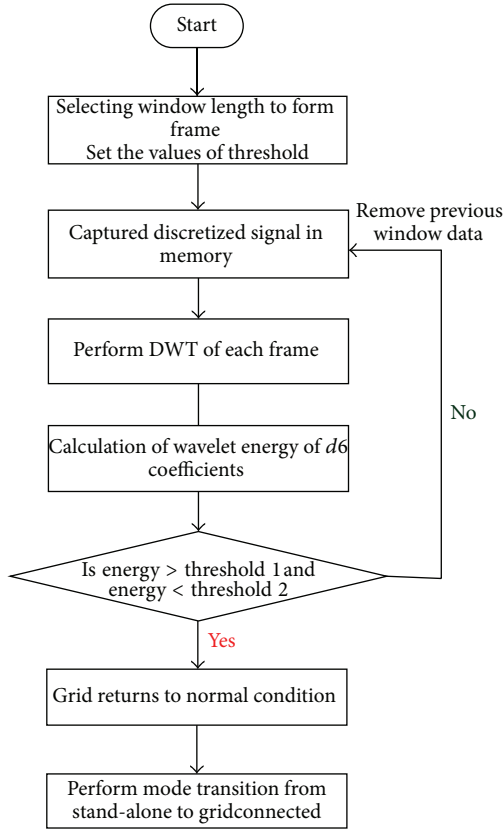 Start
Selecting window length to form
frame
Set the values of threshold
Remove previous
window data
Captured discretized signal in
memory
Perform DWT of each frame
No
Calculation of wavelet energy of d6
coefficients
Is energy > threshold 1 and
energy < threshold 2
Yes
Grid returns to normal condition
Perform mode transition from
stand-alone to gridconnected